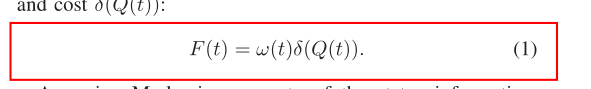 and cost δ(Q(t)):
F(t) = ω(t)δ(Q(t)). (1)